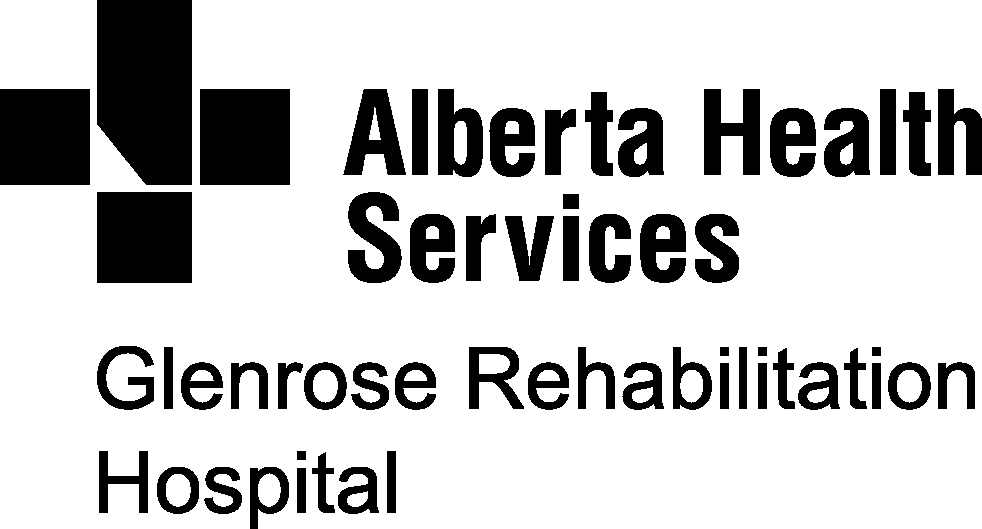 Alberta Health
Services
Glenrose Rehabilitation
Hospital